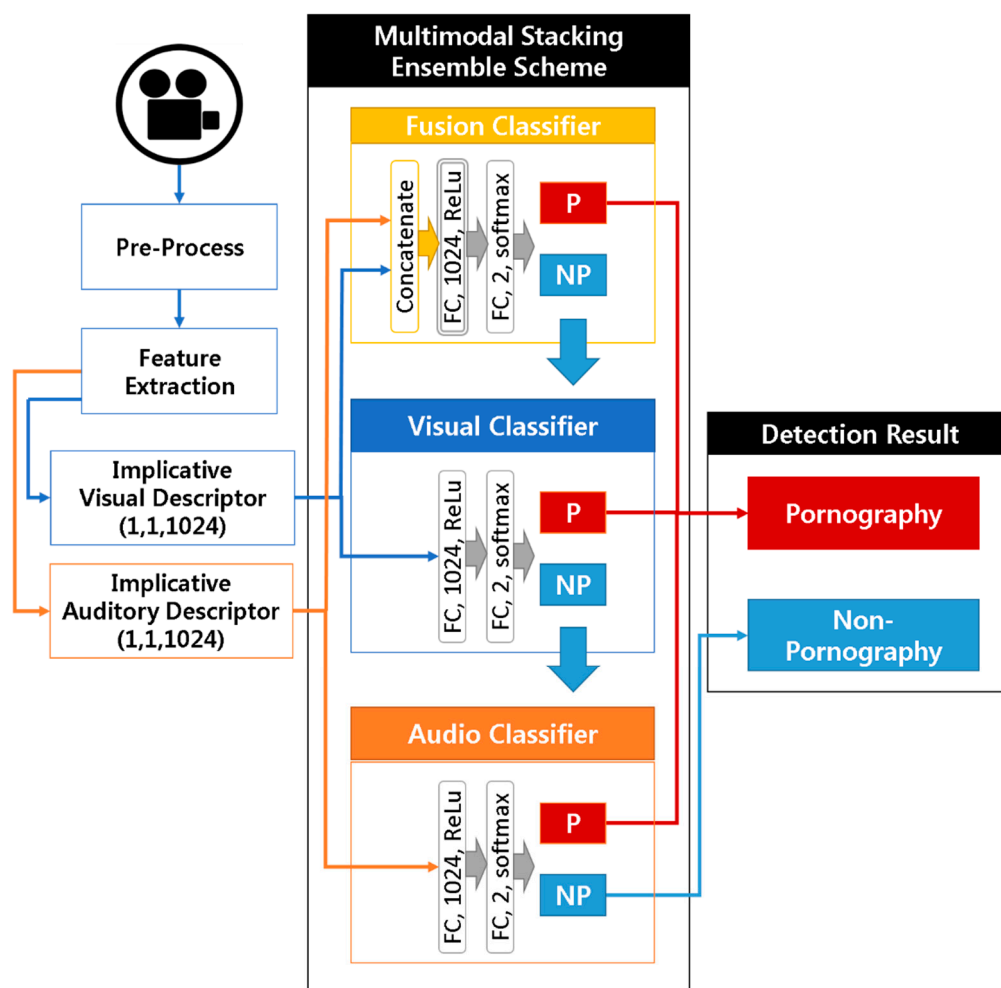 Multimodal Stacking
Ensemble Scheme
Pre-Process
Feature
Extraction
Implicative
Visual Descriptor
(1,1,1024)
Implicative
Auditory Descriptor
(1,1,1024)
Fusion Classifier
Concatenate
FC, 1024, ReLu
FC, 2, softmax
P
NP
Visual Classifier
FC, 1024, ReLu
FC, 2, softmax
P
NP
Audio Classifier
FC, 1024, ReLu
FC, 2, softmax
P
NP
Detection Result
Pornography
Non-
Pornography